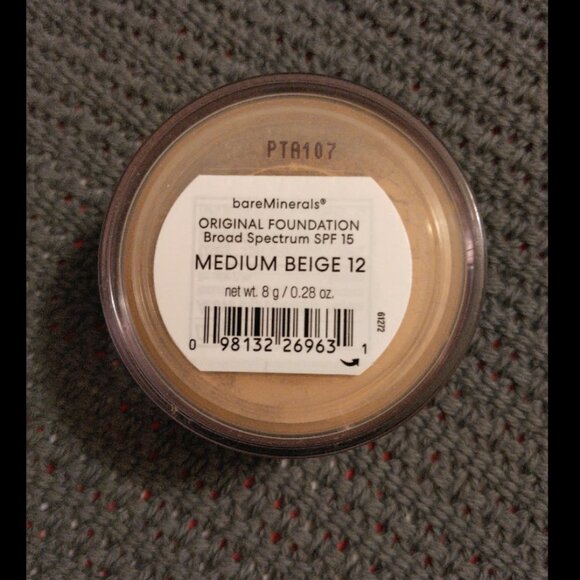 PTA107
bareMinerals®
ORIGINAL FOUNDATION
Broad Spectrum SPF 15
MEDIUM BEIGE 12
net wt. 8 g / 0.28 oz.
61272
0 98132 26963 1